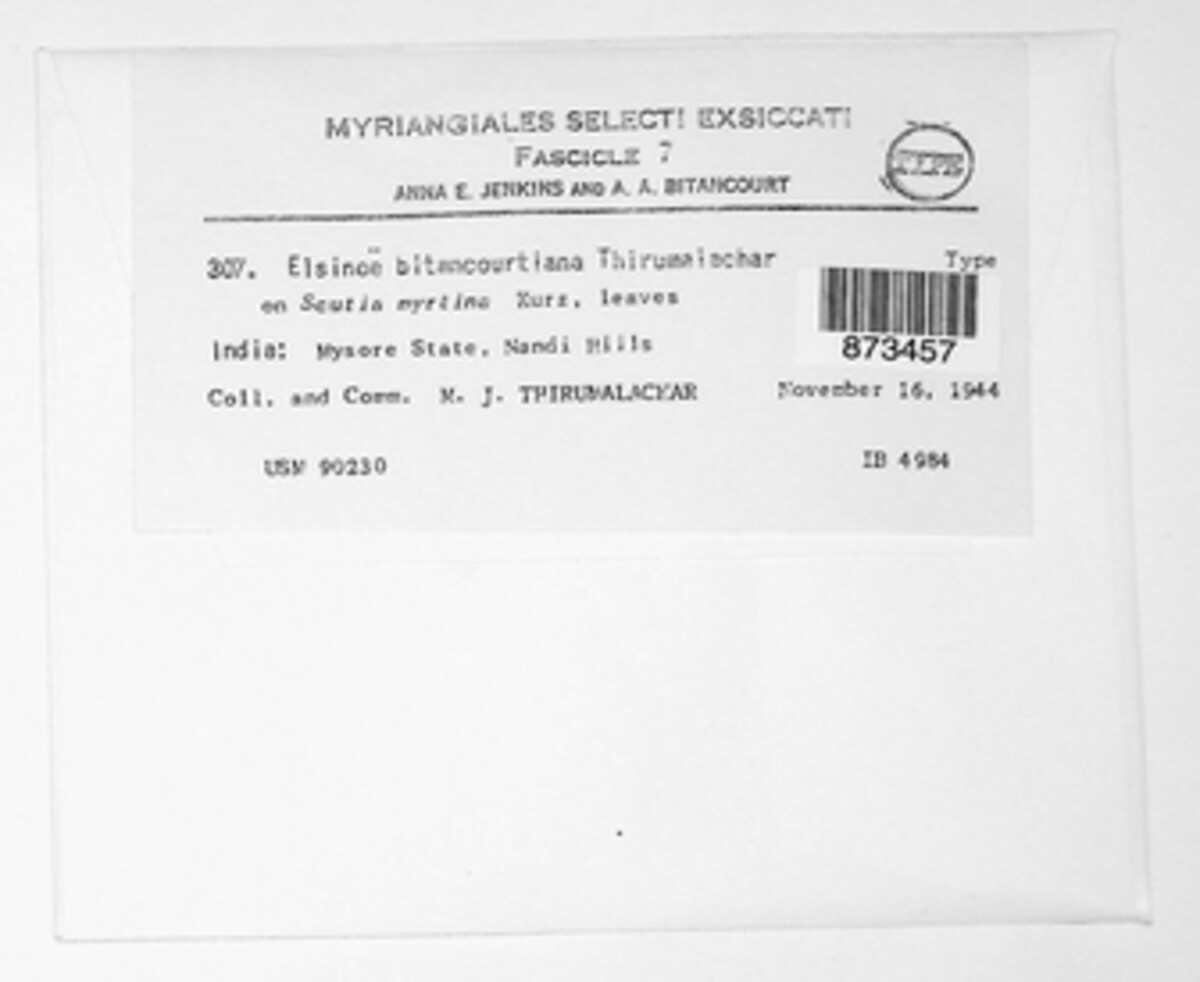 MYRIANGIALES SELECTI EXSICCATI
FASCICLE 7
TYPE
ANNA E. JENKINS AND A. A. BITANCOURT
307. Elsinoë bitancourtiana Thirumalachar Type
on Scutia myrtina Kurz, leaves
India: Mysore State, Nandi Hills
873457
Coll. and Comm. M. J. THIRUMALACHAR November 16, 1944
USM 90230 IB 4984